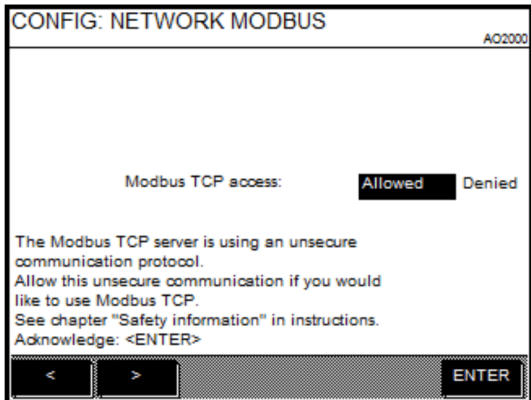 CONFIG: NETWORK MODBUS
AO2000
Modbus TCP access: Allowed Denied
The Modbus TCP server is using an unsecure
communication protocol.
Allow this unsecure communication if you would
like to use Modbus TCP.
See chapter "Safety information" in instructions.
Acknowledge: <ENTER>
< > ENTER